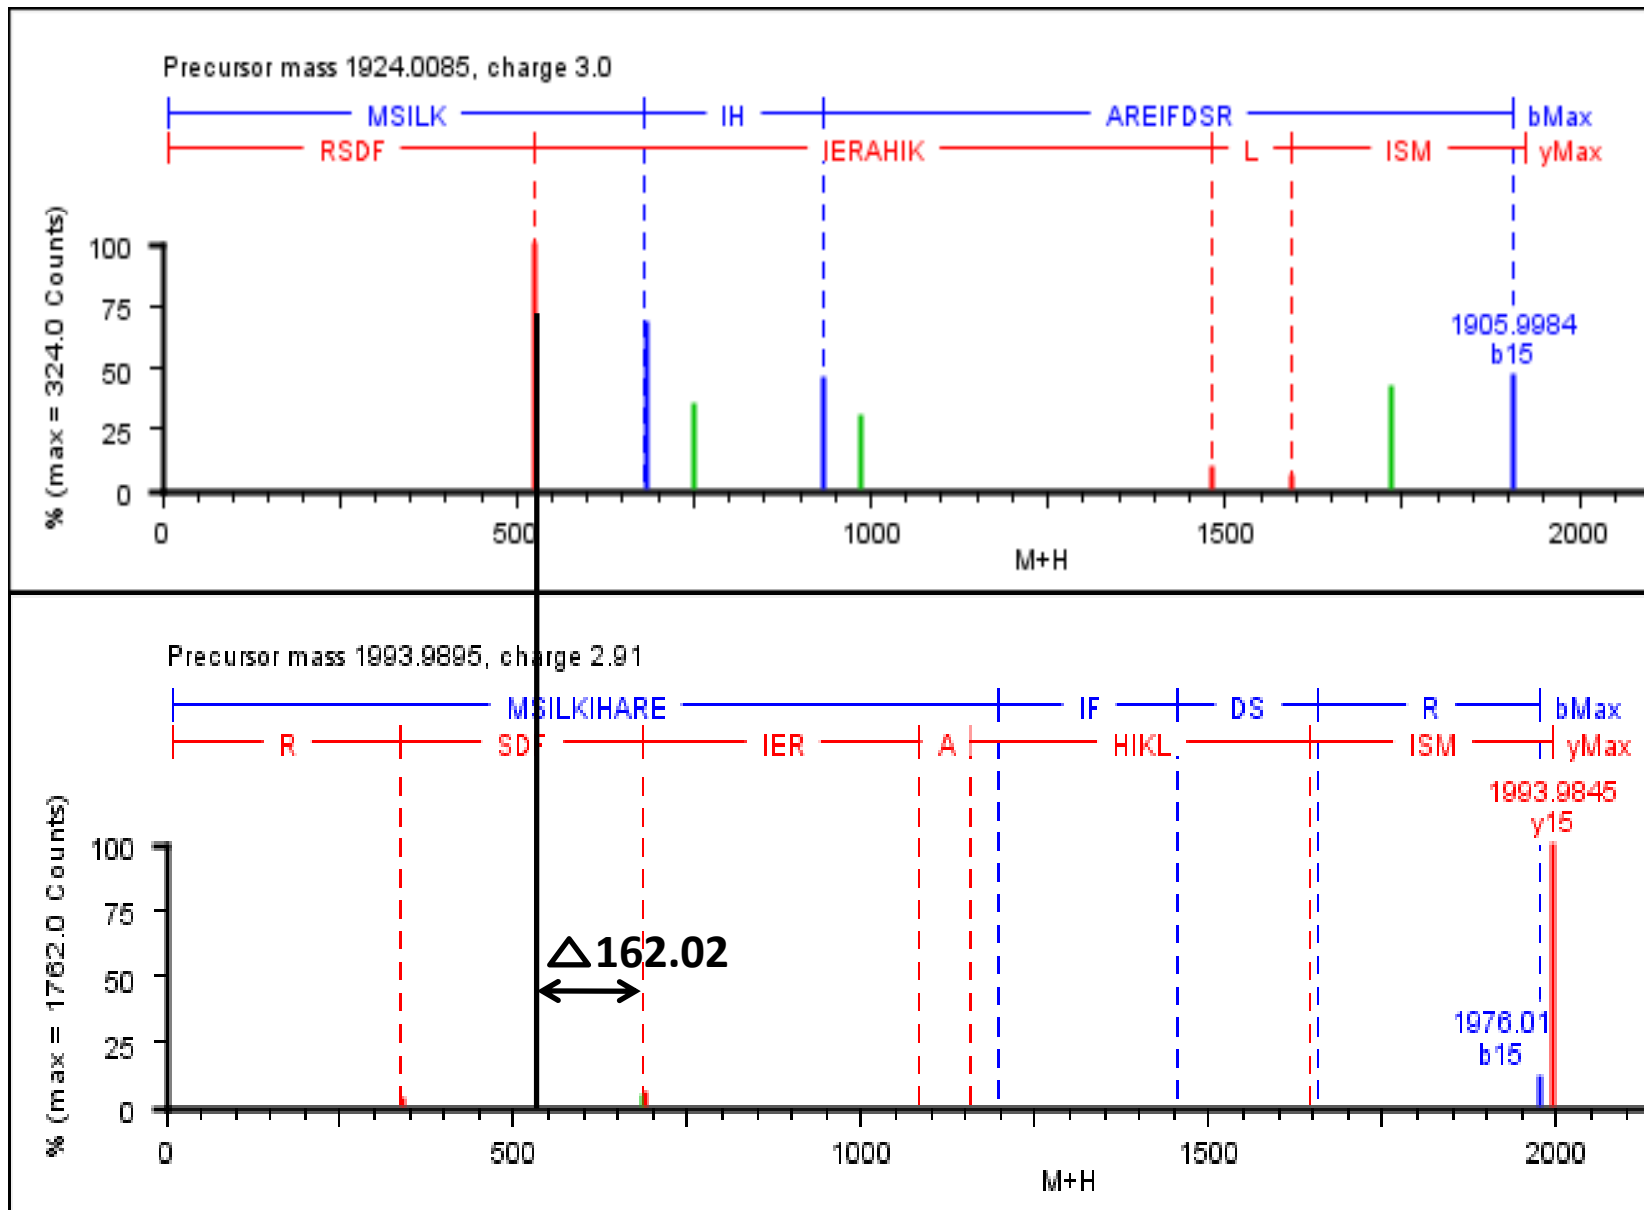 Precursor mass 1924.0085, charge 3.0
MSILK IH AREIFDSR bMax
RSDF IERAHIK L ISM yMax
% (max = 324.0 Counts)
100
75
50
25
0
1905.9984
b15
0 500 1000 1500 2000
M+H
Precursor mass 1993.9895, charge 2.91
MSILKIHARE IF DS R bMax
R SDF IER A HIKL ISM yMax
1993.9845
y15
% (max = 1762.0 Counts)
100
75
50
25
0
△162.02
1976.01
b15
0 500 1000 1500 2000
M+H